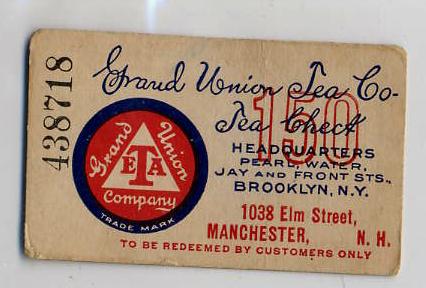 438718
Grand Union Tea Co-
Tea Check
150
HEADQUARTERS
PEARL, WATER,
JAY AND FRONT STS.,
BROOKLYN, N.Y.
Grand Union
ETA
Company
TRADE MARK
1038 Elm Street,
MANCHESTER, N. H.
TO BE REDEEMED BY CUSTOMERS ONLY